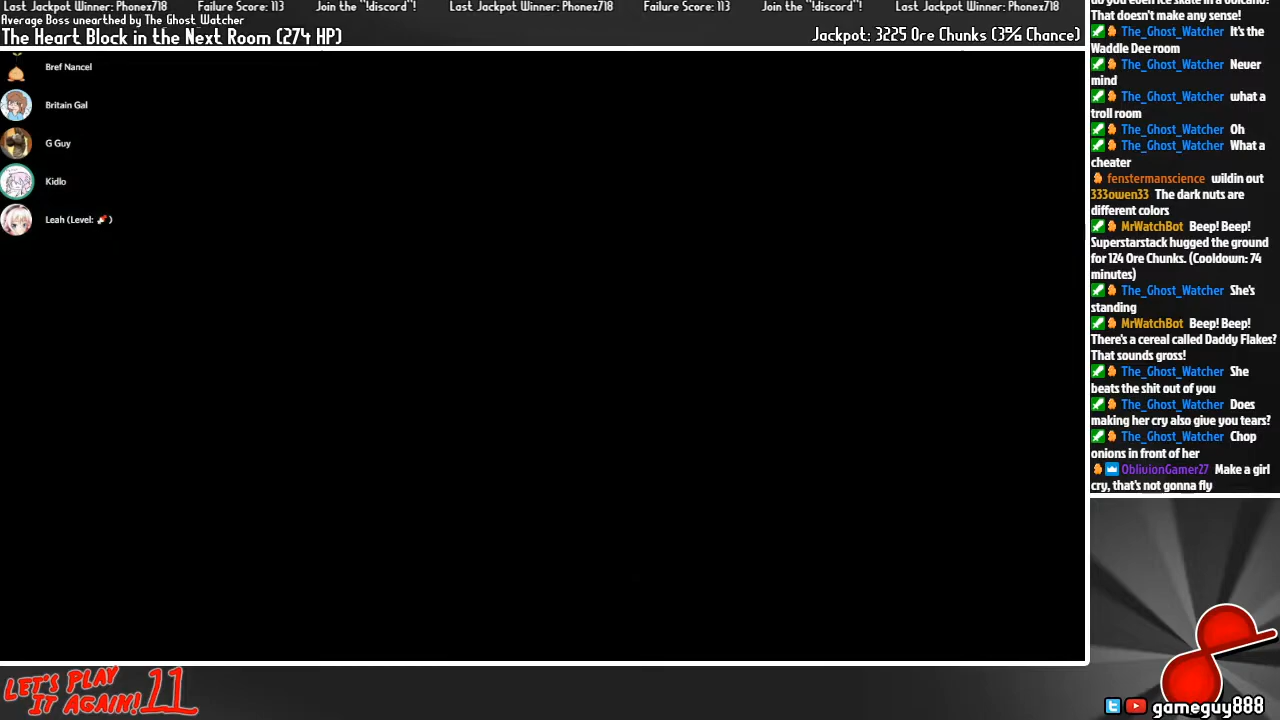 Last Jackpot Winner: Phonex718 Failure Score: 113 Join the "!discord"! Last Jackpot Winner: Phonex718 Failure Score: 113 Join the "!discord"! Last Jackpot Winner: Phonex718
Average Boss unearthed by The Ghost Watcher
The Heart Block in the Next Room (274 HP)
Jackpot: 3225 Ore Chunks (3% Chance)
Bref Nancel
Britain Gal
G Guy
Kidlo
Leah (Level: )
That doesn't make any sense!
The_Ghost_Watcher It's the
Waddle Dee room
The_Ghost_Watcher Never
mind
The_Ghost_Watcher what a
troll room
The_Ghost_Watcher Oh
The_Ghost_Watcher What a
cheater
fenstermanscience wildin out
333owen33 The dark nuts are
different colors
MrWatchBot Beep! Beep!
Superstarstack hugged the ground
for 124 Ore Chunks. (Cooldown: 74
minutes)
The_Ghost_Watcher She's
standing
MrWatchBot Beep! Beep!
There's a cereal called Daddy Flakes?
That sounds gross!
The_Ghost_Watcher She
beats the shit out of you
The_Ghost_Watcher Does
making her cry also give you tears?
The_Ghost_Watcher Chop
onions in front of her
OblivionGamer27 Make a girl
cry, that's not gonna fly
LET'S PLAY
IT AGAIN! 11
gameguy888